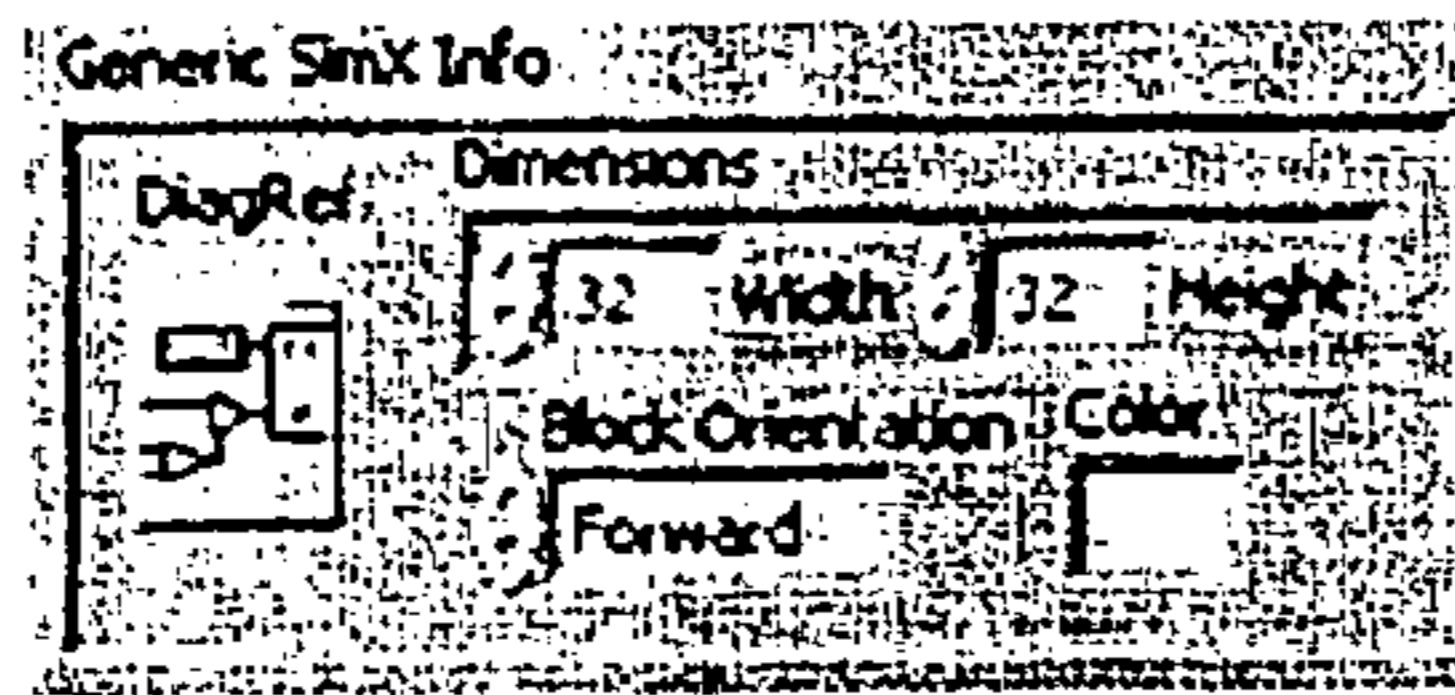 Generic SimX Info
DiagRef
Dimensions
32 Width 32 Height
Block Orientation Color
Forward